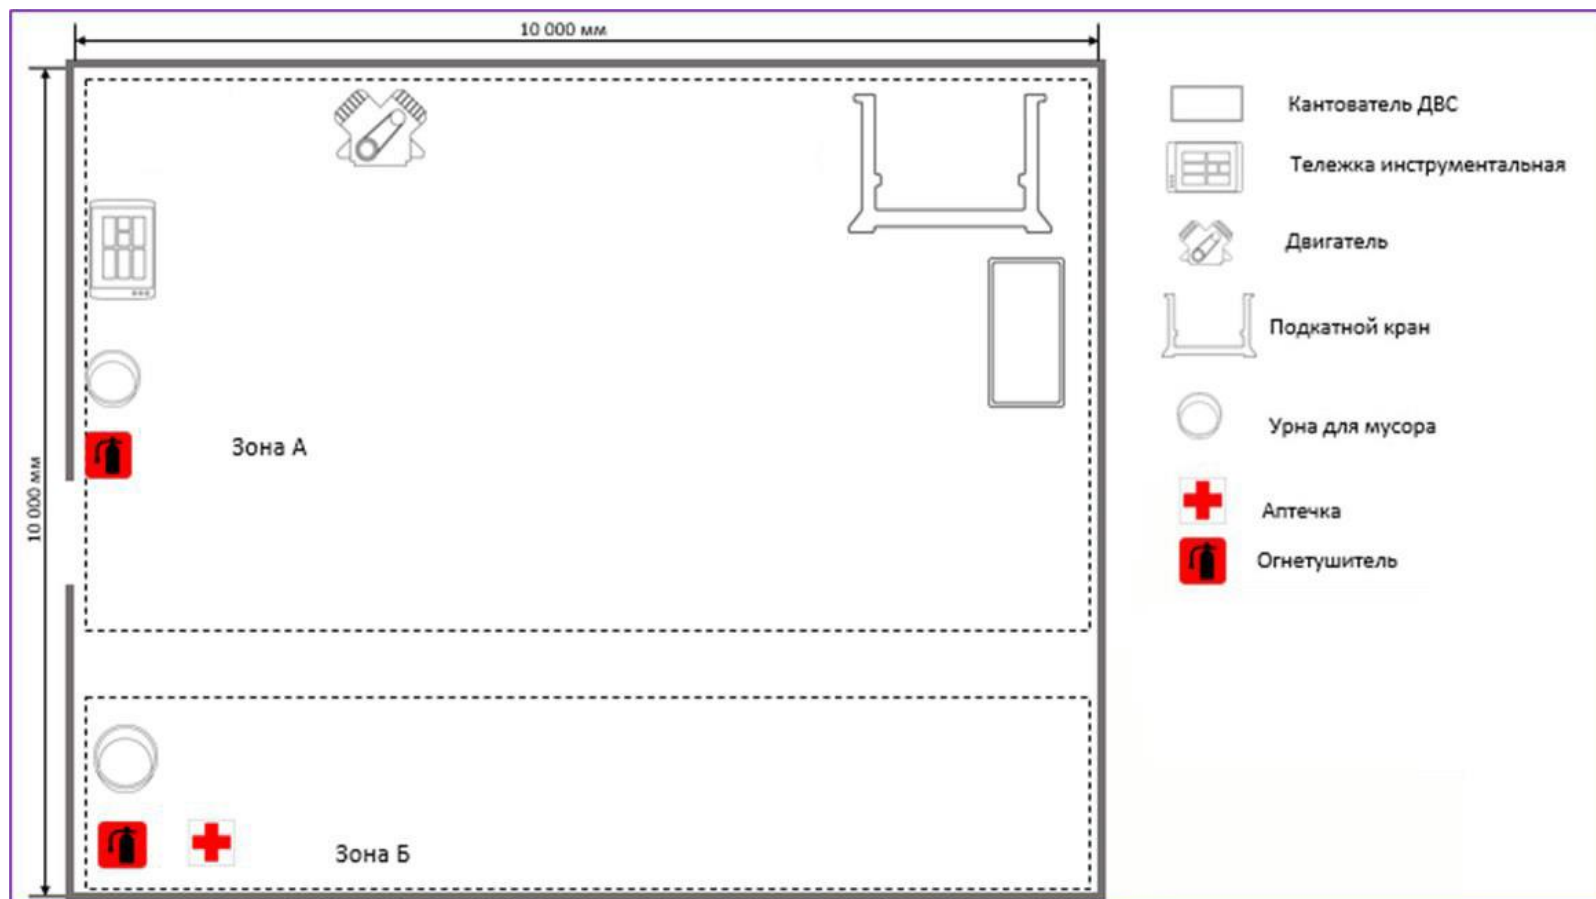 10 000 мм
10 000 мм
Зона А
Зона Б
Кантователь ДВС
Тележка инструментальная
Двигатель
Подкатной кран
Урна для мусора
Аптечка
Огнетушитель